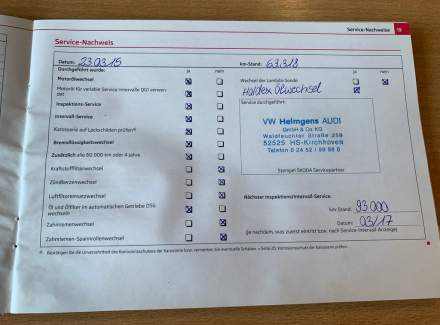 Service-Nachweise 19
Service-Nachweis
Datum: 23.03.15
km-Stand: 63.318
Durchgeführt wurde: ja nein
ja nein
Motorölwechsel
Wechsel der Lambda-Sonde
Motoröl für variable Service-Intervalle QG1 verwendet
Haldex Ölwechsel
Inspektions-Service
Service durchgeführt:
Intervall-Service
Karosserie auf Lackschäden prüfen*
Bremsflüssigkeitswechsel
Zusätzlich alle 60 000 km oder 4 Jahre
Kraftstofffilterwechsel
Zündkerzenwechsel
Luftfiltereinsatzwechsel
Öl und Ölfilter im automatischen Getriebe DSG
wechseln
Zahnriemenwechsel
Zahnriemen-Spannrollenwechsel
VW Helmgens AUDI
GmbH & Co. KG
Waldfeuchter Straße 259
52525 HS-Kirchhoven
Telefon 0 24 52 / 99 88 8
Stempel ŠKODA Servicepartner
Nächster Inspektions/Intervall-Service:
km-Stand: 93.000
Datum: 03/17
(je nachdem, was zuerst eintritt bzw. nach Service-Intervall-Anzeige)